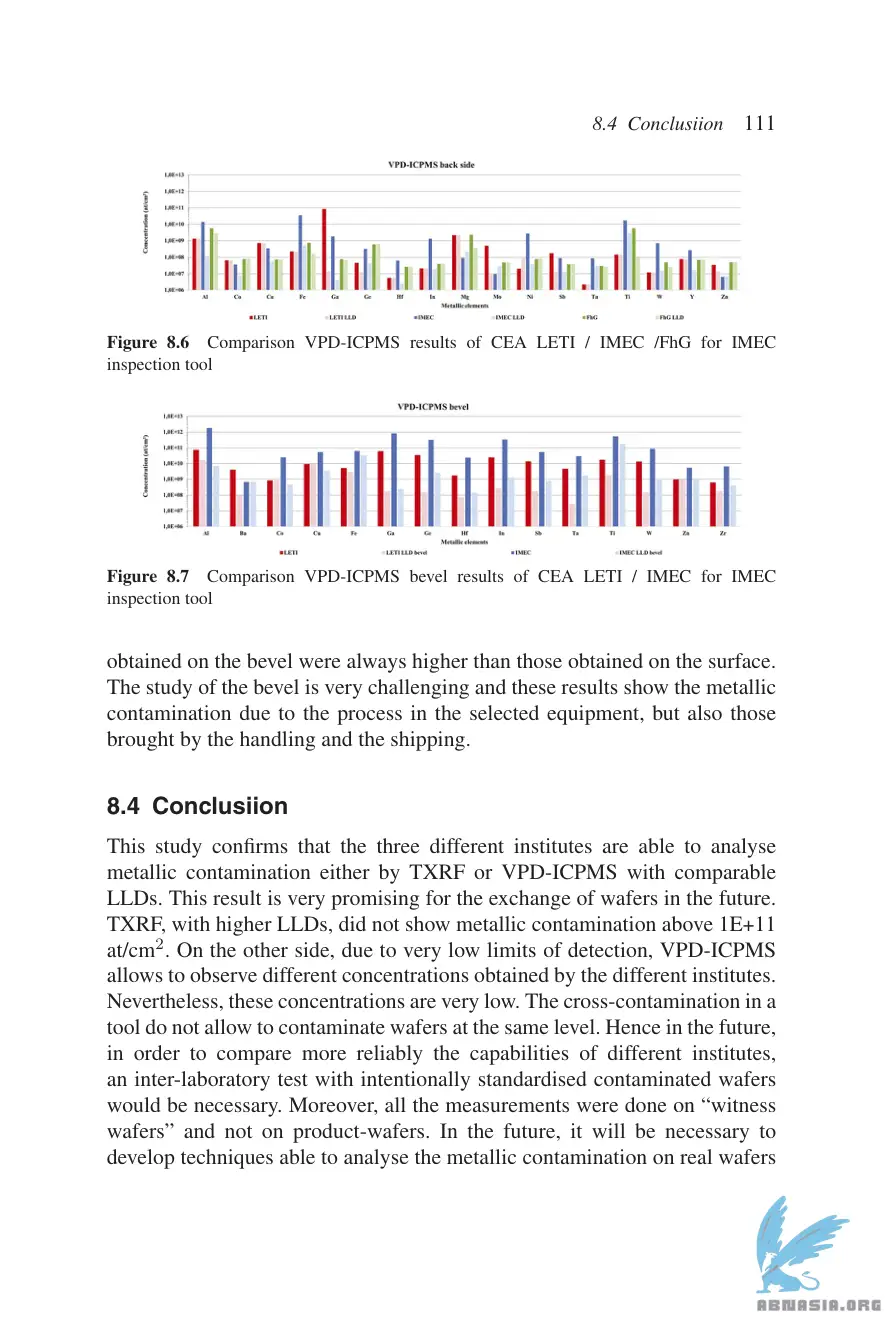 8.4 Conclusiion 111
VPD-ICPMS back side
Concentration (at/cm²)
1,0E+13
1,0E+12
1,0E+11
1,0E+10
1,0E+09
1,0E+08
1,0E+07
1,0E+06
Al Co Cu Fe Ga Ge Hf In Mg Mo Ni Sb Ta Ti W Y Zn
Metallic elements
LETI LETI LLD IMEC IMEC LLD FhG FhG LLD
Figure 8.6 Comparison VPD-ICPMS results of CEA LETI / IMEC /FhG for IMEC
inspection tool
VPD-ICPMS bevel
Concentration (at/cm²)
1,0E+13
1,0E+12
1,0E+11
1,0E+10
1,0E+09
1,0E+08
1,0E+07
1,0E+06
Al Ba Co Cu Fe Ga Ge Hf In Sb Ta Ti W Zn Zr
Metallic elements
LETI LETI LLD bevel IMEC IMEC LLD bevel
Figure 8.7 Comparison VPD-ICPMS bevel results of CEA LETI / IMEC for IMEC
inspection tool
obtained on the bevel were always higher than those obtained on the surface.
The study of the bevel is very challenging and these results show the metallic
contamination due to the process in the selected equipment, but also those
brought by the handling and the shipping.
8.4 Conclusiion
This study confirms that the three different institutes are able to analyse
metallic contamination either by TXRF or VPD-ICPMS with comparable
LLDs. This result is very promising for the exchange of wafers in the future.
TXRF, with higher LLDs, did not show metallic contamination above 1E+11
at/cm². On the other side, due to very low limits of detection, VPD-ICPMS
allows to observe different concentrations obtained by the different institutes.
Nevertheless, these concentrations are very low. The cross-contamination in a
tool do not allow to contaminate wafers at the same level. Hence in the future,
in order to compare more reliably the capabilities of different institutes,
an inter-laboratory test with intentionally standardised contaminated wafers
would be necessary. Moreover, all the measurements were done on “witness
wafers” and not on product-wafers. In the future, it will be necessary to
develop techniques able to analyse the metallic contamination on real wafers
ABNASIA.ORG